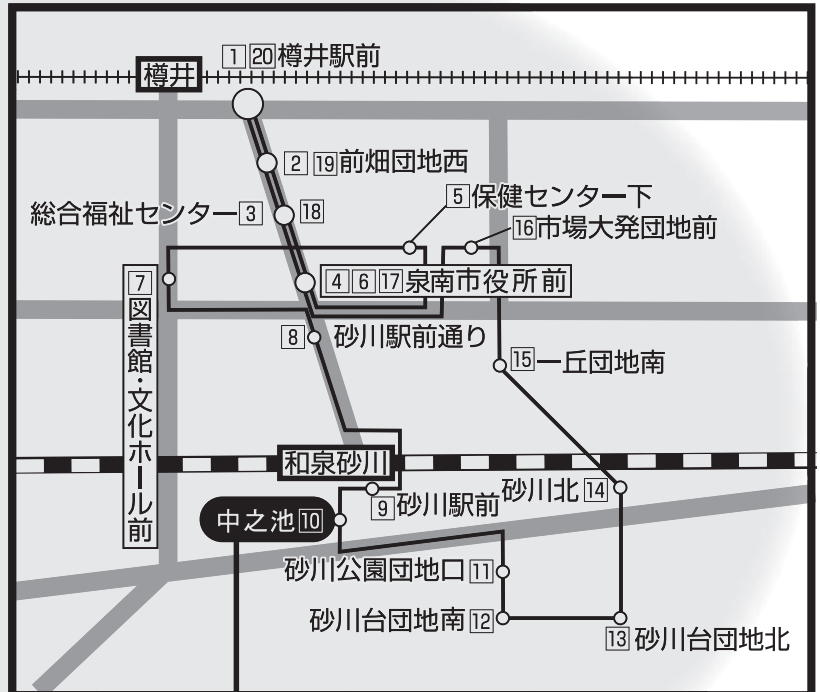 1 20 樽井駅前
樽井
2 19 前畑団地西
総合福祉センター 3 18
5 保健センター下
16 市場大発団地前
4 6 17 泉南市役所前
7 図書館・文化ホール前
8 砂川駅前通り
15 一丘団地南
和泉砂川
9 砂川駅前
砂川北 14
中之池 10
砂川公園団地口 11
砂川台団地南 12
13 砂川台団地北